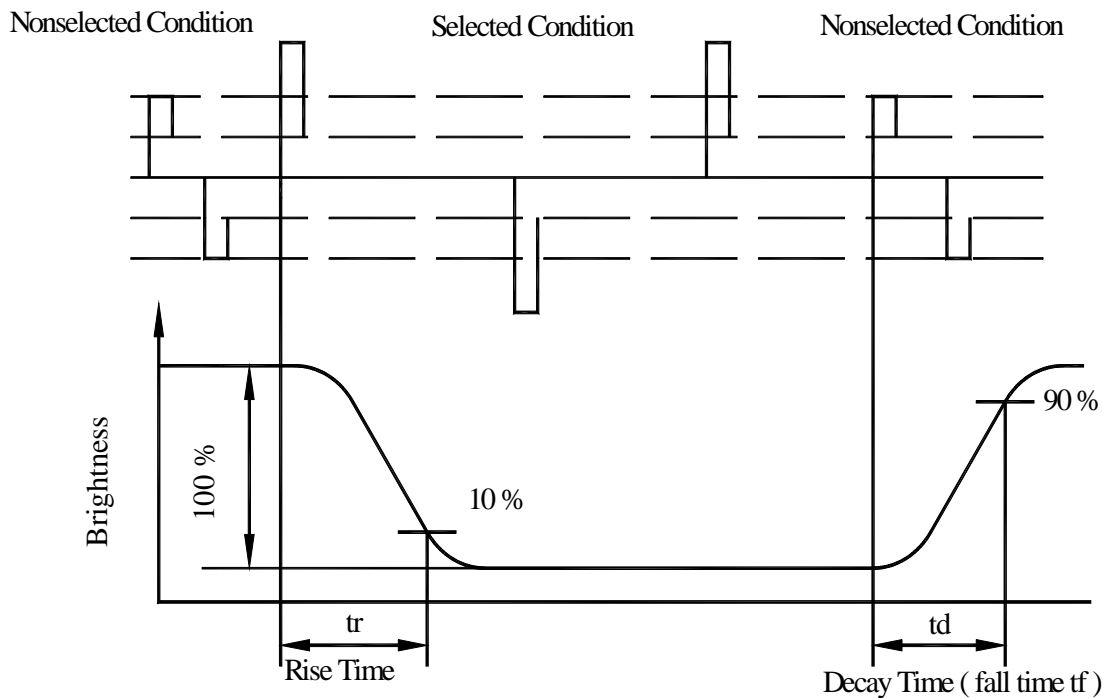 Nonselected Condition
Selected Condition
Nonselected Condition
Brightness
100 %
10 %
90 %
tr
Rise Time
td
Decay Time ( fall time tf )